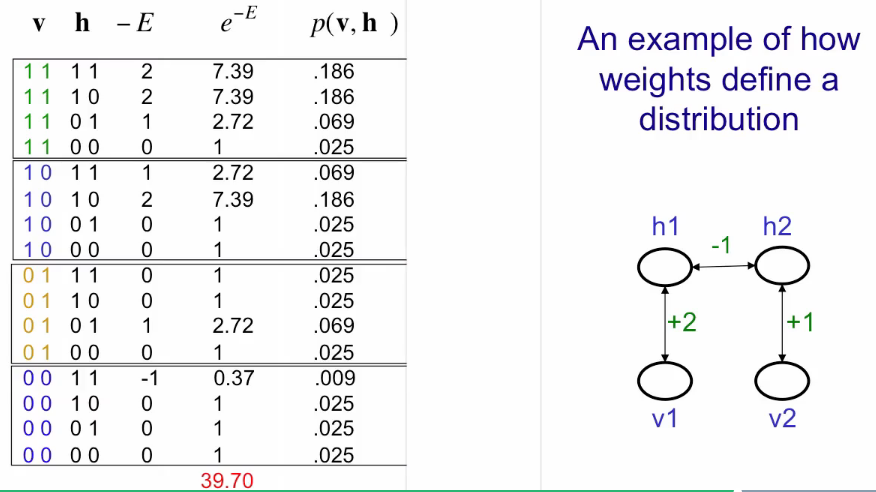 v h – E e^{-E} p(v, h )
1 1 1 1 2 7.39 .186
1 1 1 0 2 7.39 .186
1 1 0 1 1 2.72 .069
1 1 0 0 0 1 .025
1 0 1 1 1 2.72 .069
1 0 1 0 2 7.39 .186
1 0 0 1 0 1 .025
1 0 0 0 0 1 .025
0 1 1 1 0 1 .025
0 1 1 0 0 1 .025
0 1 0 1 1 2.72 .069
0 1 0 0 0 1 .025
0 0 1 1 -1 0.37 .009
0 0 1 0 0 1 .025
0 0 0 1 0 1 .025
0 0 0 0 0 1 .025
39.70
An example of how
weights define a
distribution
h1 h2
-1
+2 +1
v1 v2